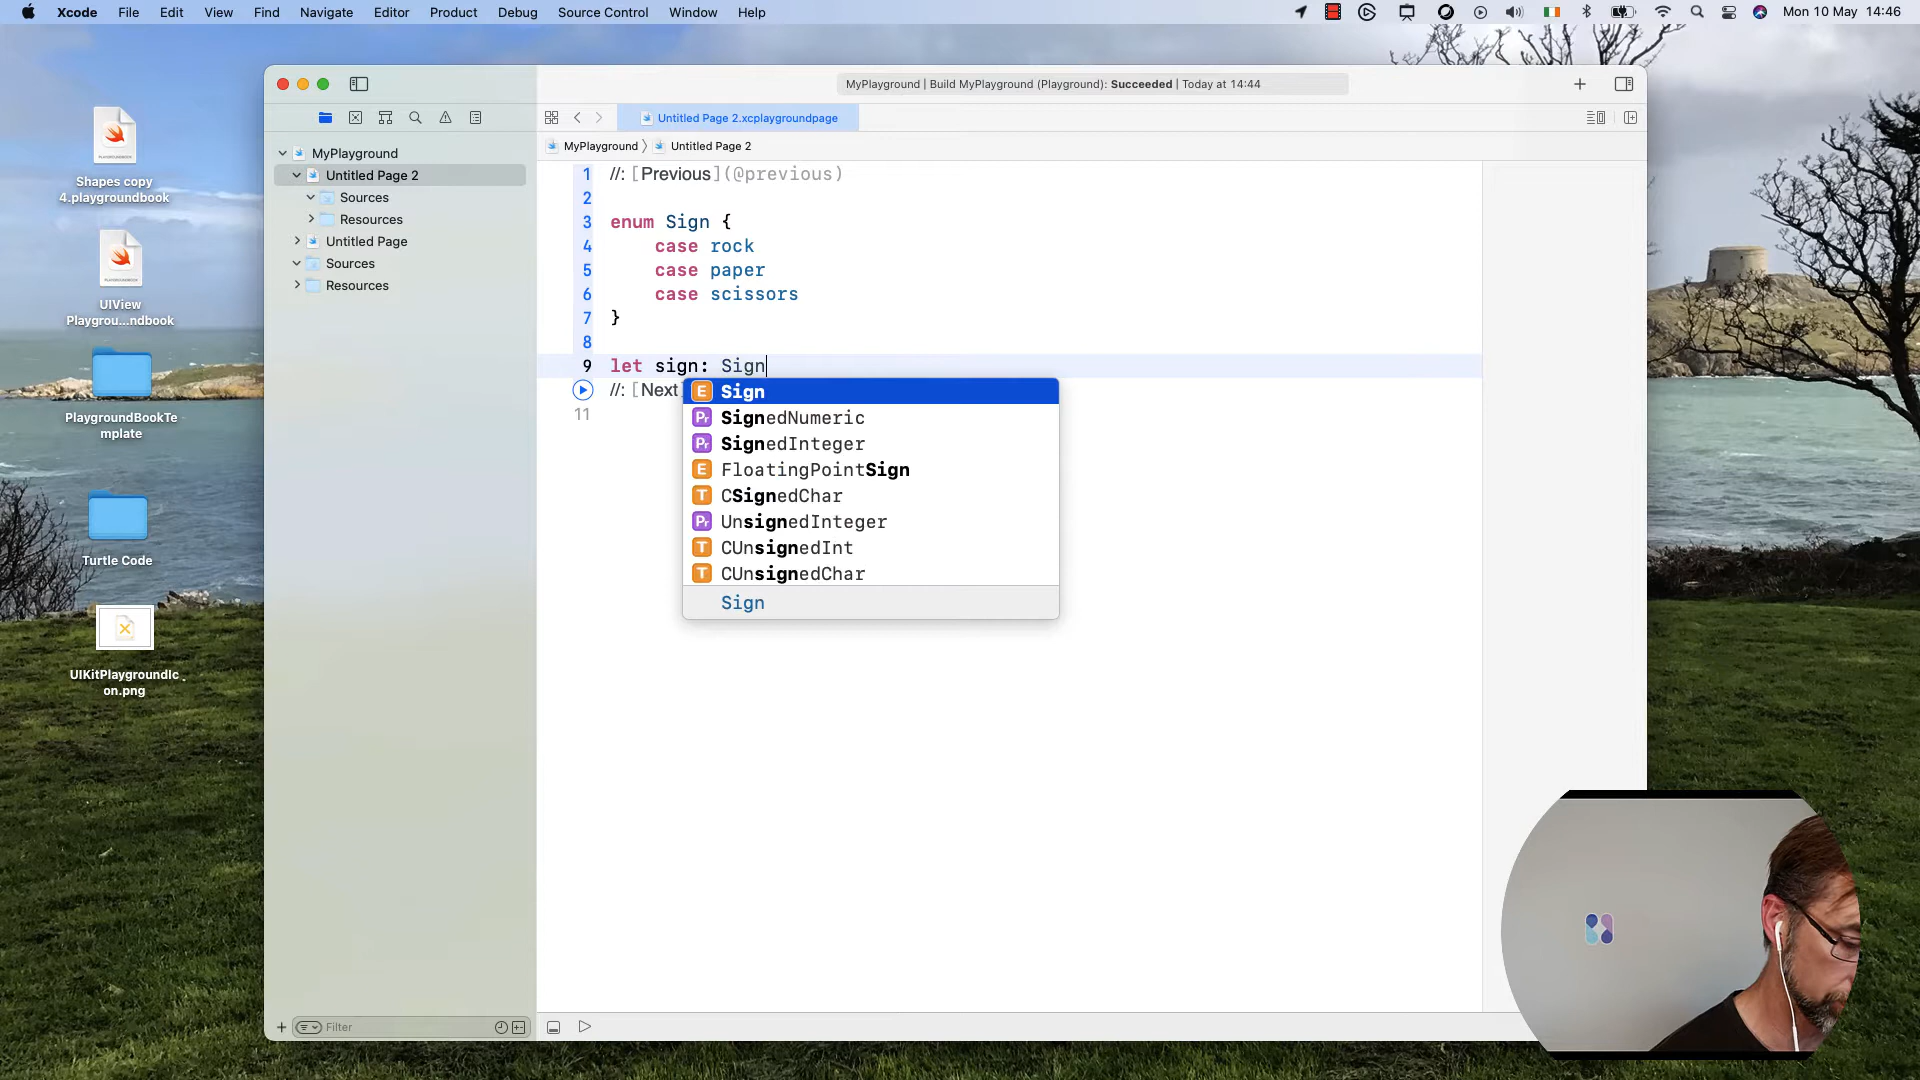 Xcode File Edit View Find Navigate Editor Product Debug Source Control Window Help Mon 10 May 14:46
MyPlayground | Build MyPlayground (Playground): Succeeded | Today at 14:44
Untitled Page 2.xcplaygroundpage
MyPlayground
Untitled Page 2
MyPlayground
Untitled Page 2
Sources
Resources
Untitled Page
Sources
Resources
Filter
Shapes copy
4.playgroundbook
UIView
Playgrou...ndbook
PlaygroundBookTe
mplate
Turtle Code
UIKitPlaygroundIc
on.png
1 //: [Previous](@previous)
2
3 enum Sign {
4 case rock
5 case paper
6 case scissors
7 }
8
9 let sign: Sign
//: [Next
11
E Sign
Pr SignedNumeric
Pr SignedInteger
E FloatingPointSign
T CSignedChar
Pr UnsignedInteger
T CUnsignedInt
T CUnsignedChar
Sign